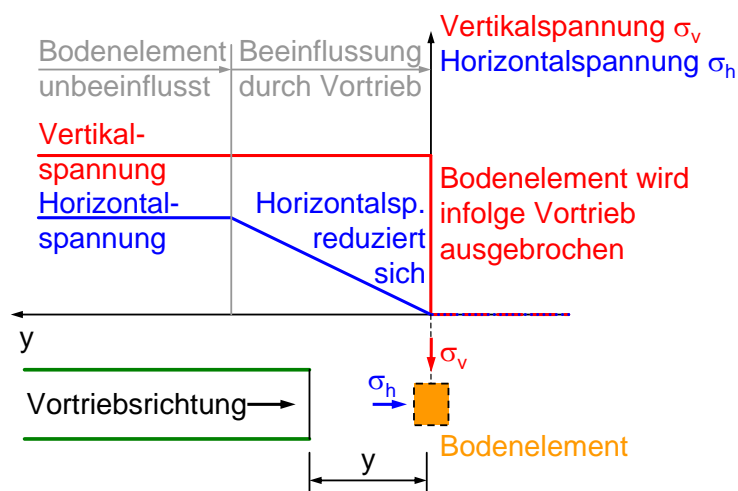 Bodenelement
unbeeinflusst
Beeinflussung
durch Vortrieb
Vertikalspannung σv
Horizontalspannung σh
Vertikal-
spannung
Horizontal-
spannung
Horizontalsp.
reduziert
sich
Bodenelement wird
infolge Vortrieb
ausgebrochen
y
σv
σh
Vortriebsrichtung
Bodenelement
y